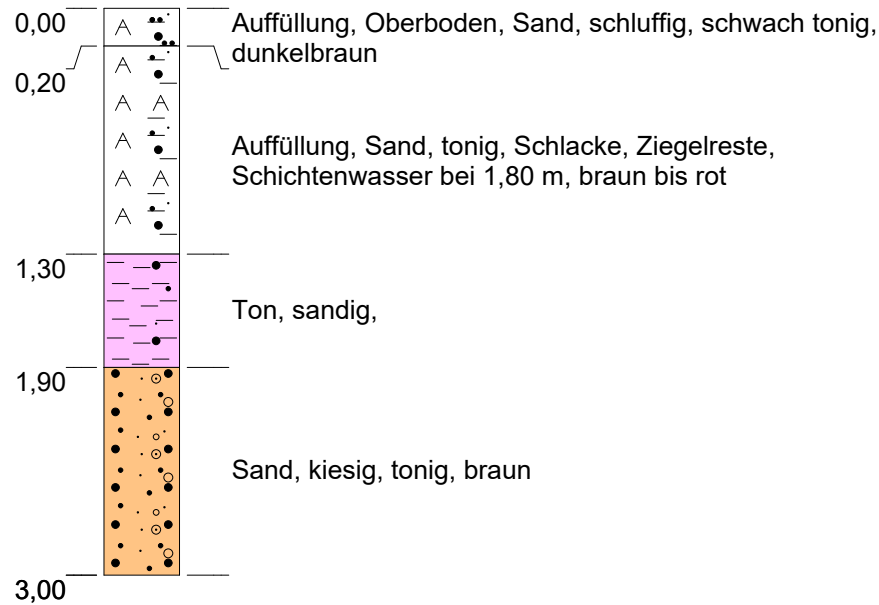 0,00
Auffüllung, Oberboden, Sand, schluffig, schwach tonig,
dunkelbraun
0,20
Auffüllung, Sand, tonig, Schlacke, Ziegelreste,
Schichtenwasser bei 1,80 m, braun bis rot
1,30
Ton, sandig,
1,90
Sand, kiesig, tonig, braun
3,00